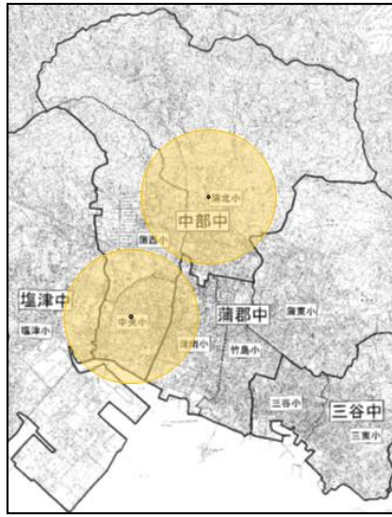 蒲北小
中部中
蒲西小
塩津中
塩津小
中央小
蒲郡中
蒲東小
蒲南小
竹島小
三谷小
三谷中
三東小